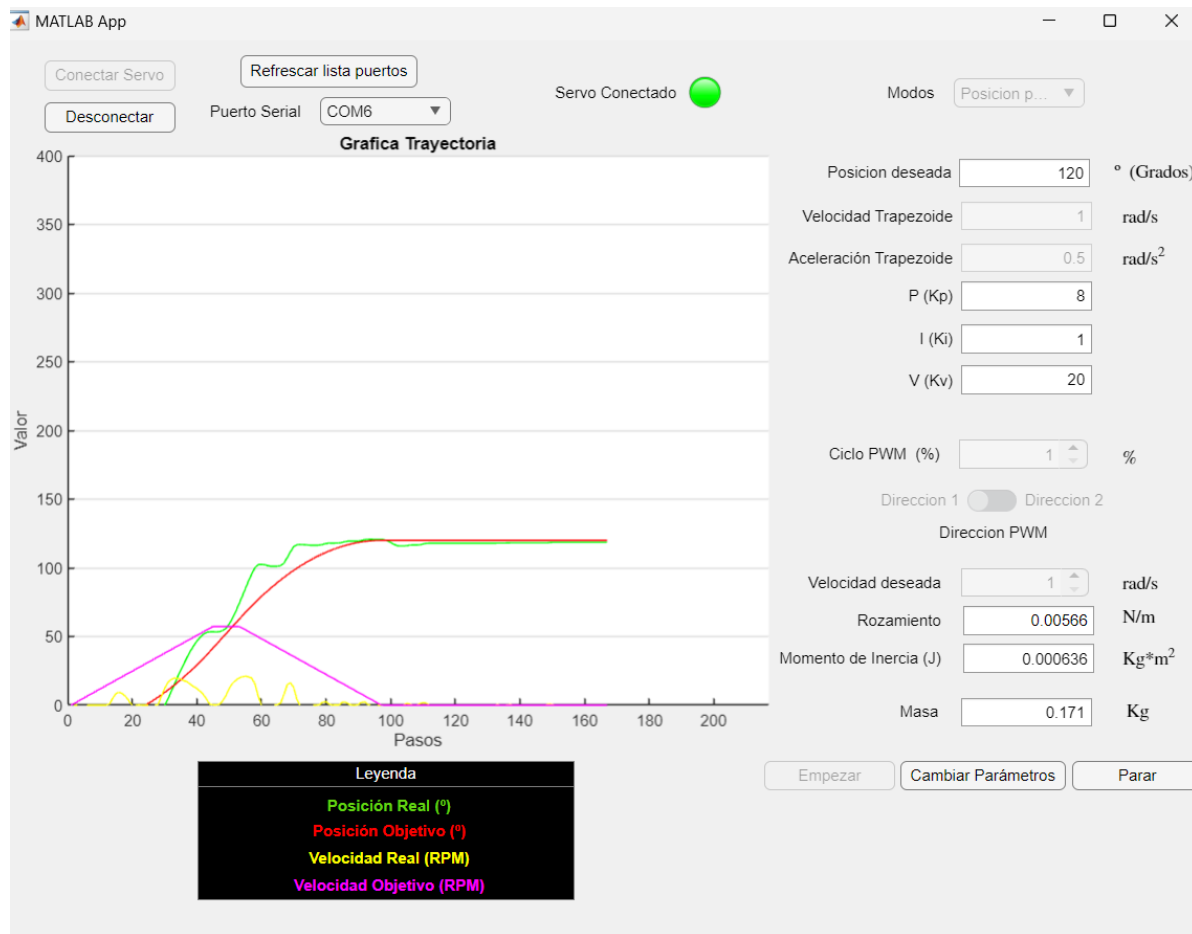 MATLAB App
Conectar Servo
Refrescar lista puertos
Servo Conectado
Modos
Posicion p...
Desconectar
Puerto Serial
COM6
Grafica Trayectoria
400
350
300
250
200
150
100
50
0
Valor
0 20 40 60 80 100 120 140 160 180 200
Pasos
Posicion deseada 120 º (Grados)
Velocidad Trapezoide 1 rad/s
Aceleración Trapezoide 0.5 rad/s²
P (Kp) 8
I (Ki) 1
V (Kv) 20
Ciclo PWM (%) 1 %
Direccion 1 Direccion 2
Direccion PWM
Velocidad deseada 1 rad/s
Rozamiento 0.00566 N/m
Momento de Inercia (J) 0.000636 Kg*m²
Masa 0.171 Kg
Empezar Cambiar Parámetros Parar
Leyenda
Posición Real (º)
Posición Objetivo (º)
Velocidad Real (RPM)
Velocidad Objetivo (RPM)